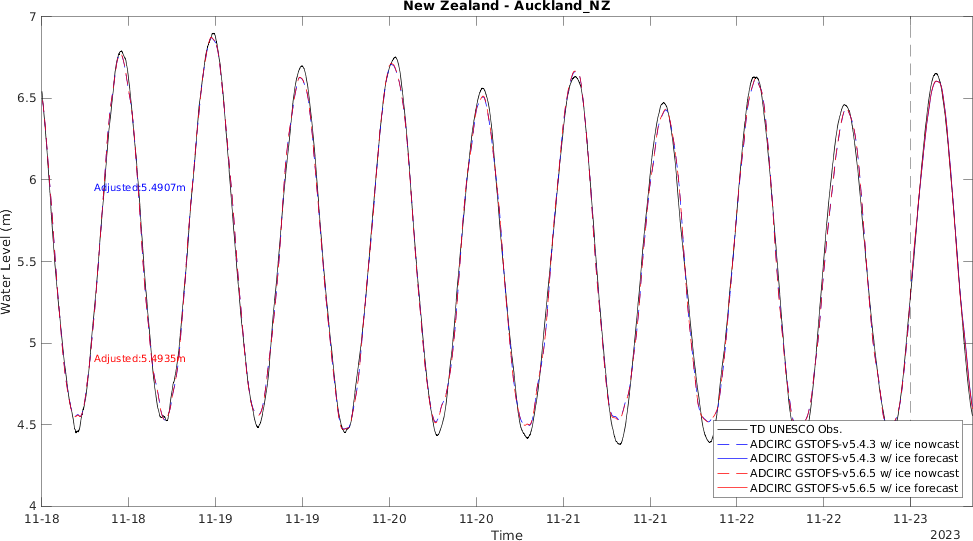 New Zealand - Auckland_NZ
7
6.5
6
5.5
5
4.5
4
Water Level (m)
Adjusted:5.4907m
Adjusted:5.4935m
TD UNESCO Obs.
ADCIRC GSTOFS-v5.4.3 w/ ice nowcast
ADCIRC GSTOFS-v5.4.3 w/ ice forecast
ADCIRC GSTOFS-v5.6.5 w/ ice nowcast
ADCIRC GSTOFS-v5.6.5 w/ ice forecast
11-18 11-18 11-19 11-19 11-20 11-20 11-21 11-21 11-22 11-22 11-23
Time
2023